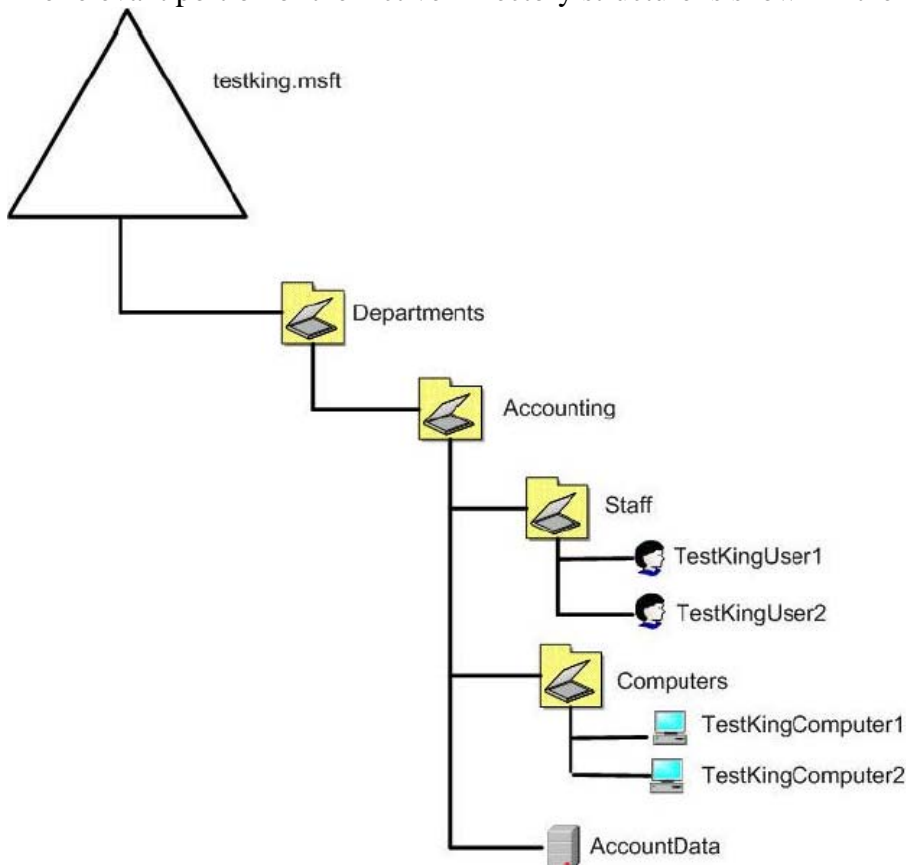 testking.msft
Departments
Accounting
Staff
TestKingUser1
TestKingUser2
Computers
TestKingComputer1
TestKingComputer2
AccountData